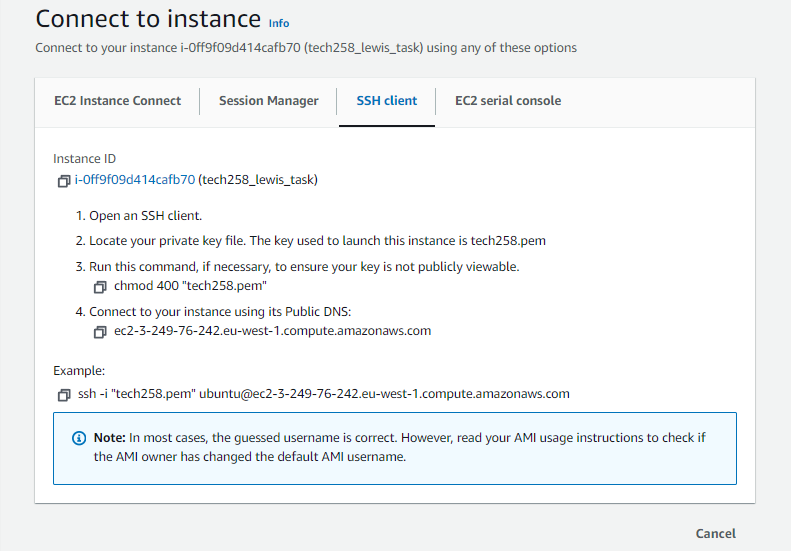 Connect to instance Info
Connect to your instance i-0ff9f09d414cafb70 (tech258_lewis_task) using any of these options
EC2 Instance Connect
Session Manager
SSH client
EC2 serial console
Instance ID
i-0ff9f09d414cafb70 (tech258_lewis_task)
1. Open an SSH client.
2. Locate your private key file. The key used to launch this instance is tech258.pem
3. Run this command, if necessary, to ensure your key is not publicly viewable.
chmod 400 "tech258.pem"
4. Connect to your instance using its Public DNS:
ec2-3-249-76-242.eu-west-1.compute.amazonaws.com
Example:
ssh -i "tech258.pem" ubuntu@ec2-3-249-76-242.eu-west-1.compute.amazonaws.com
Note: In most cases, the guessed username is correct. However, read your AMI usage instructions to check if
the AMI owner has changed the default AMI username.
Cancel